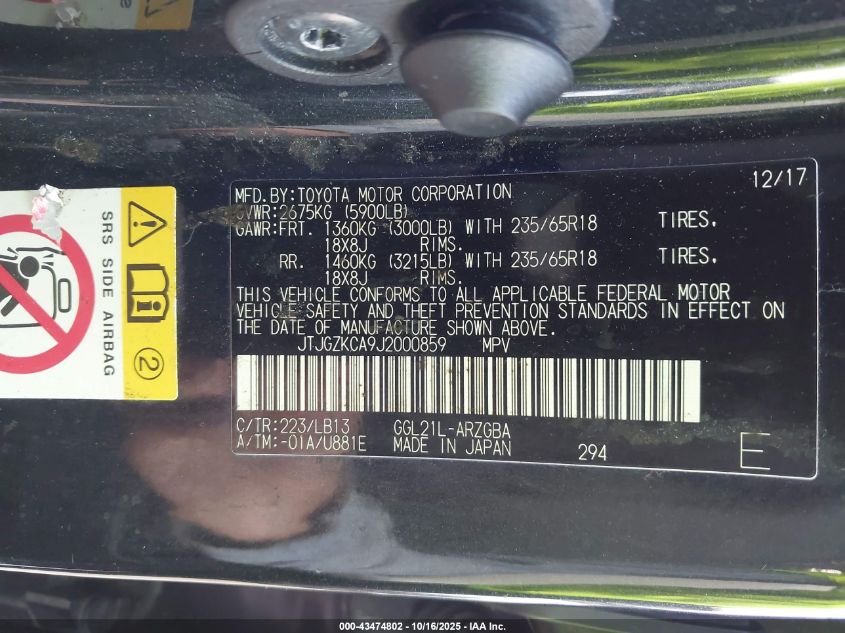 12/17
MFD.BY:TOYOTA MOTOR CORPORATION
GVWR:2675KG (5900LB)
GAWR:FRT. 1360KG (3000LB) WITH 235/65R18 TIRES.
18X8J RIMS.
RR. 1460KG (3215LB) WITH 235/65R18 TIRES.
18X8J RIMS.
THIS VEHICLE CONFORMS TO ALL APPLICABLE FEDERAL MOTOR
VEHICLE SAFETY AND THEFT PREVENTION STANDARDS IN EFFECT ON
THE DATE OF MANUFACTURE SHOWN ABOVE.
JTJGZKCA9J2000859 MPV
C/TR:223/LB13 GGL21L-ARZGBA
A/TM:-01A/U881E MADE IN JAPAN 294 E
SRS SIDE AIRBAG
2
000-43474802 - 10/16/2025 - IAA Inc.